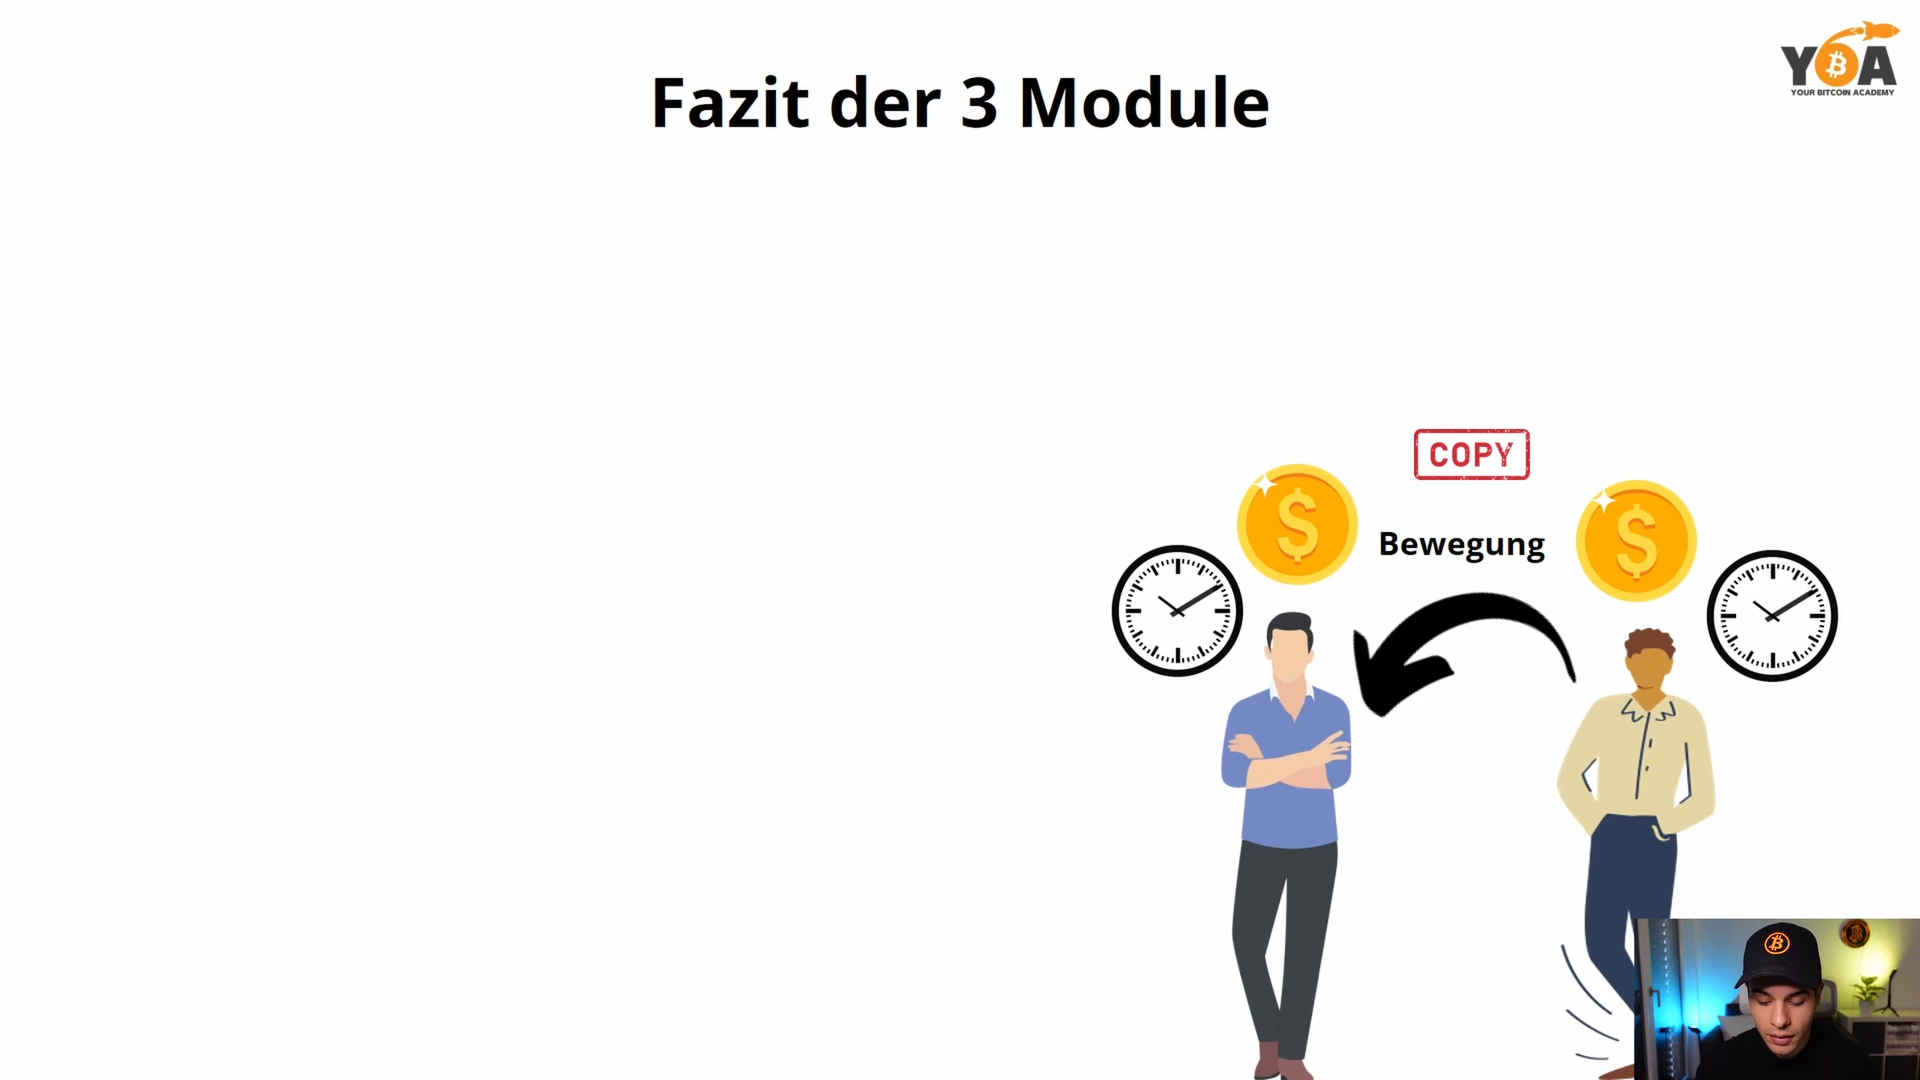 Fazit der 3 Module
YBA
YOUR BITCOIN ACADEMY
COPY
Bewegung
$
$